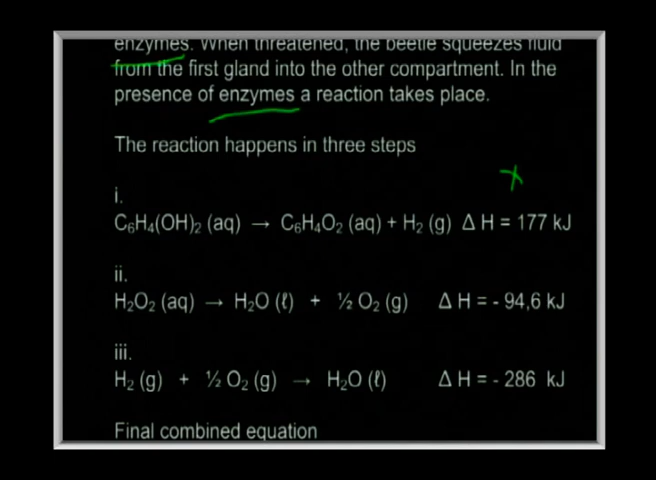 enzymes. When threatened, the beetle squeezes fluid
from the first gland into the other compartment. In the
presence of enzymes a reaction takes place.
The reaction happens in three steps
i.
C₆H₄(OH)₂ (aq) → C₆H₄O₂ (aq) + H₂ (g) Δ H = 177 kJ
ii.
H₂O₂ (aq) → H₂O (ℓ) + ½ O₂ (g) Δ H = - 94,6 kJ
iii.
H₂ (g) + ½ O₂ (g) → H₂O (ℓ) Δ H = - 286 kJ
Final combined equation